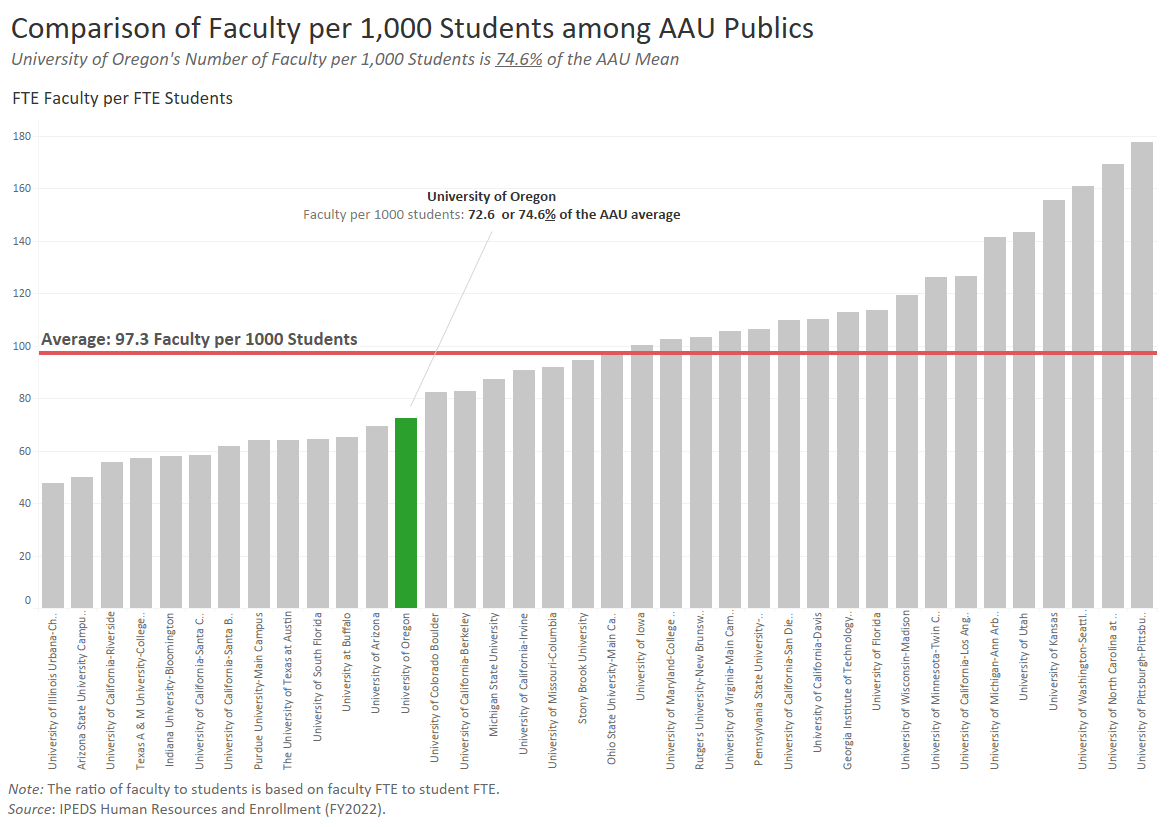 Comparison of Faculty per 1,000 Students among AAU Publics
University of Oregon's Number of Faculty per 1,000 Students is 74.6% of the AAU Mean
FTE Faculty per FTE Students
180
160
140
120
100
80
60
40
20
0
University of Oregon
Faculty per 1000 students: 72.6 or 74.6% of the AAU average
Average: 97.3 Faculty per 1000 Students
University of Illinois Urbana-Ch..
Arizona State University Campu..
University of California-Riverside
Texas A & M University-College..
Indiana University-Bloomington
University of California-Santa C..
University of California-Santa B..
Purdue University-Main Campus
The University of Texas at Austin
University of South Florida
University at Buffalo
University of Arizona
University of Oregon
University of Colorado Boulder
University of California-Berkeley
Michigan State University
University of California-Irvine
University of Missouri-Columbia
Stony Brook University
Ohio State University-Main Ca..
University of Iowa
University of Maryland-College..
Rutgers University-New Brunsw..
University of Virginia-Main Cam..
Pennsylvania State University-..
University of California-San Die..
University of California-Davis
Georgia Institute of Technology..
University of Florida
University of Wisconsin-Madison
University of Minnesota-Twin C..
University of California-Los Ang..
University of Michigan-Ann Arb..
University of Utah
University of Kansas
University of Washington-Seattl..
University of North Carolina at..
University of Pittsburgh-Pittsbu..
Note: The ratio of faculty to students is based on faculty FTE to student FTE.
Source: IPEDS Human Resources and Enrollment (FY2022).